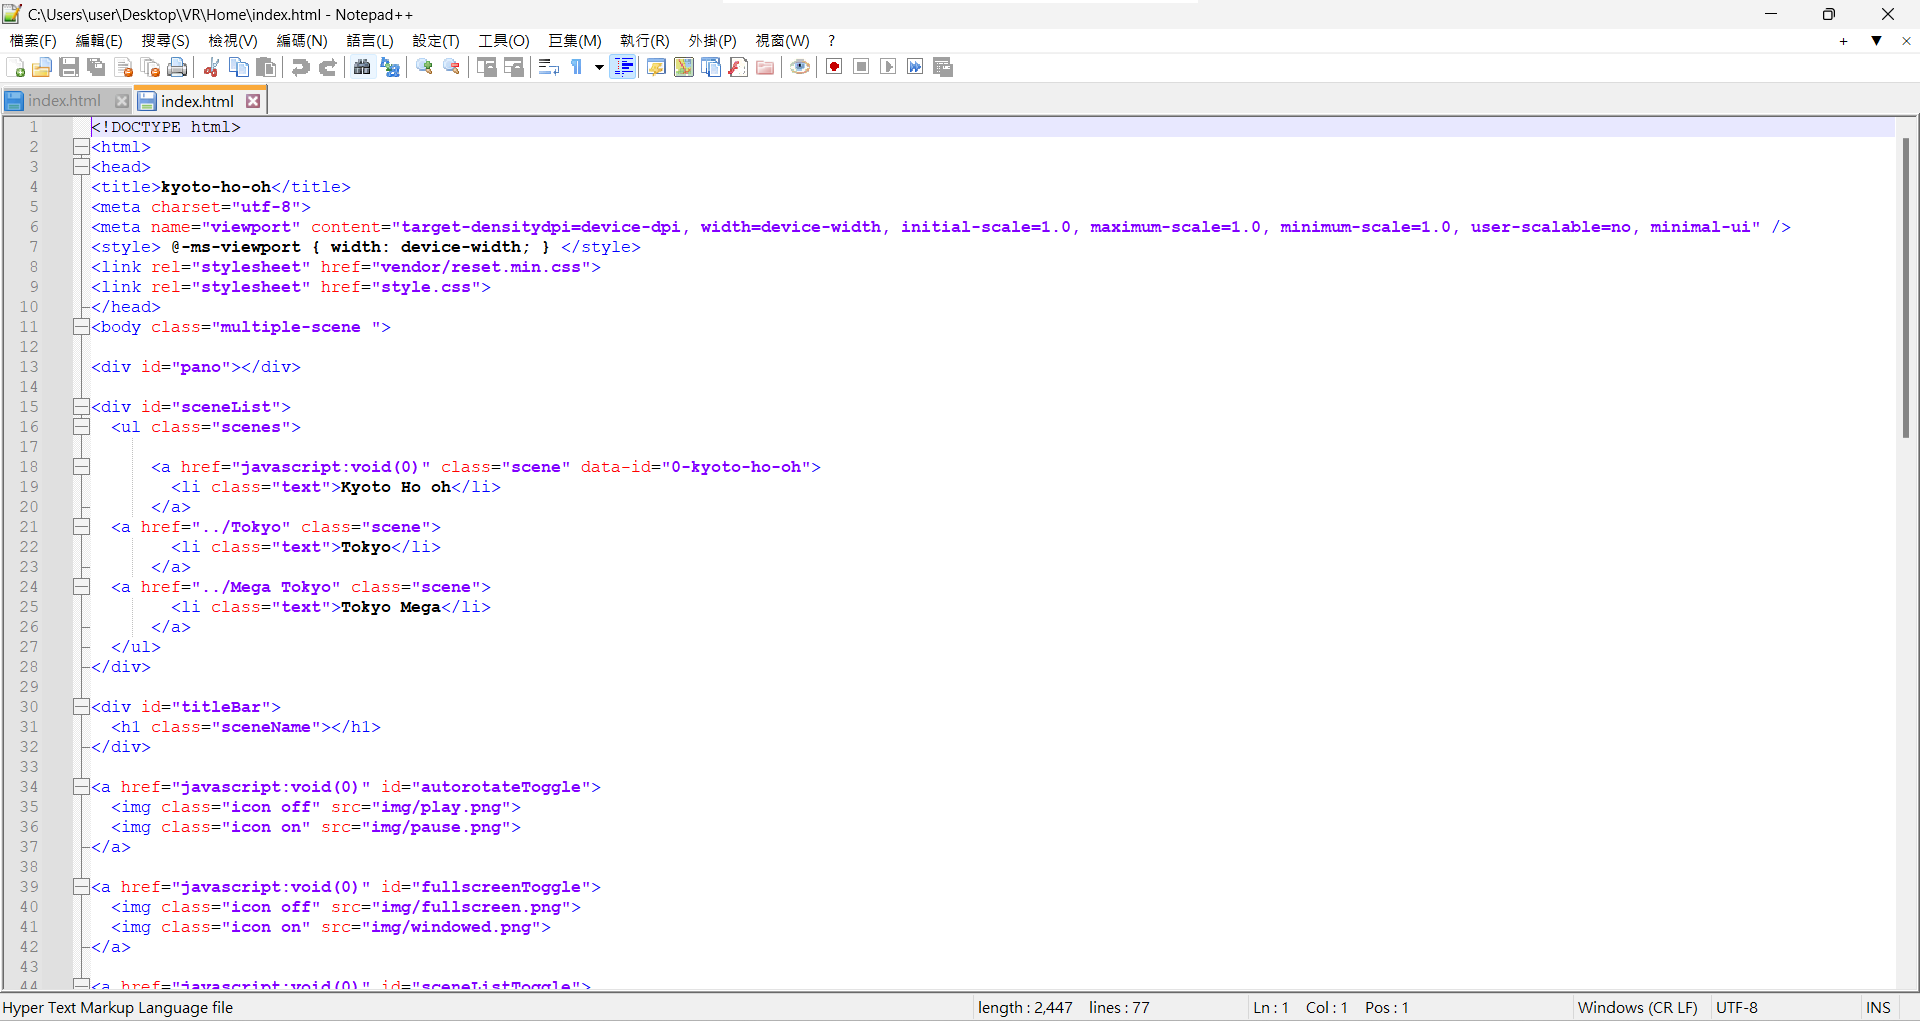 C:\Users\user\Desktop\VR\Home\index.html - Notepad++
檔案(F) 編輯(E) 搜尋(S) 檢視(V) 編碼(N) 語言(L) 設定(T) 工具(O) 巨集(M) 執行(R) 外掛(P) 視窗(W) ?
index.html index.html
1 <!DOCTYPE html>
2 <html>
3 <head>
4 <title>kyoto-ho-oh</title>
5 <meta charset="utf-8">
6 <meta name="viewport" content="target-densitydpi=device-dpi, width=device-width, initial-scale=1.0, maximum-scale=1.0, minimum-scale=1.0, user-scalable=no, minimal-ui" />
7 <style> @-ms-viewport { width: device-width; } </style>
8 <link rel="stylesheet" href="vendor/reset.min.css">
9 <link rel="stylesheet" href="style.css">
10 </head>
11 <body class="multiple-scene ">
12
13 <div id="pano"></div>
14
15 <div id="sceneList">
16 <ul class="scenes">
17
18 <a href="javascript:void(0)" class="scene" data-id="0-kyoto-ho-oh">
19 <li class="text">Kyoto Ho oh</li>
20 </a>
21 <a href="../Tokyo" class="scene">
22 <li class="text">Tokyo</li>
23 </a>
24 <a href="../Mega Tokyo" class="scene">
25 <li class="text">Tokyo Mega</li>
26 </a>
27 </ul>
28 </div>
29
30 <div id="titleBar">
31 <h1 class="sceneName"></h1>
32 </div>
33
34 <a href="javascript:void(0)" id="autorotateToggle">
35 <img class="icon off" src="img/play.png">
36 <img class="icon on" src="img/pause.png">
37 </a>
38
39 <a href="javascript:void(0)" id="fullscreenToggle">
40 <img class="icon off" src="img/fullscreen.png">
41 <img class="icon on" src="img/windowed.png">
42 </a>
43
44 <a href="javascript:void(0)" id="sceneListToggle">
Hyper Text Markup Language file length : 2,447 lines : 77 Ln : 1 Col : 1 Pos : 1 Windows (CR LF) UTF-8 INS